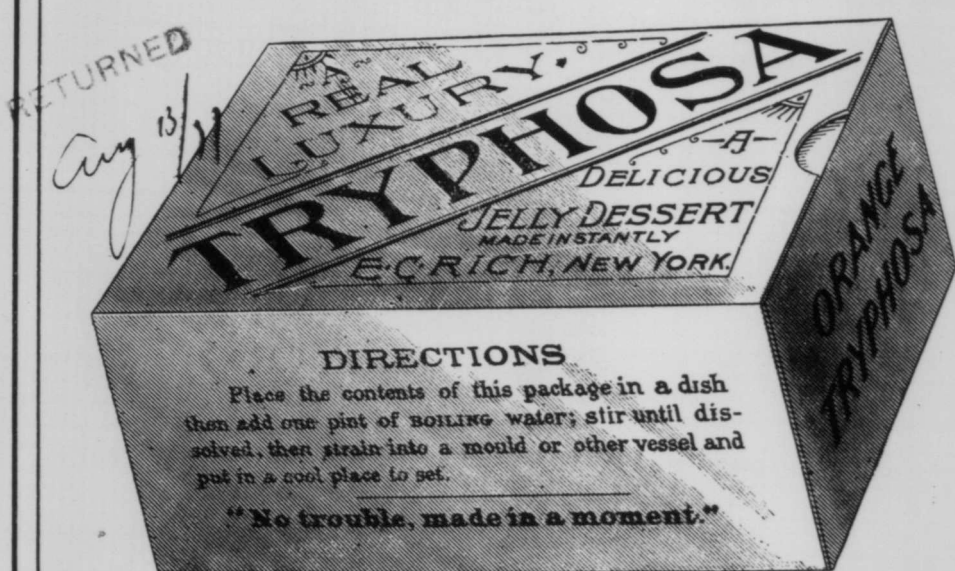 RETURNED
Aug 13/
A
REAL
LUXURY.
TRYPHOSA
-A-
DELICIOUS
JELLY DESSERT
MADE INSTANTLY
E. C. RICH, NEW YORK.
ORANGE
TRYPHOSA
DIRECTIONS
Place the contents of this package in a dish
then add one pint of BOILING water; stir until dis-
solved, then strain into a mould or other vessel and
put in a cool place to set.
"No trouble, made in a moment."